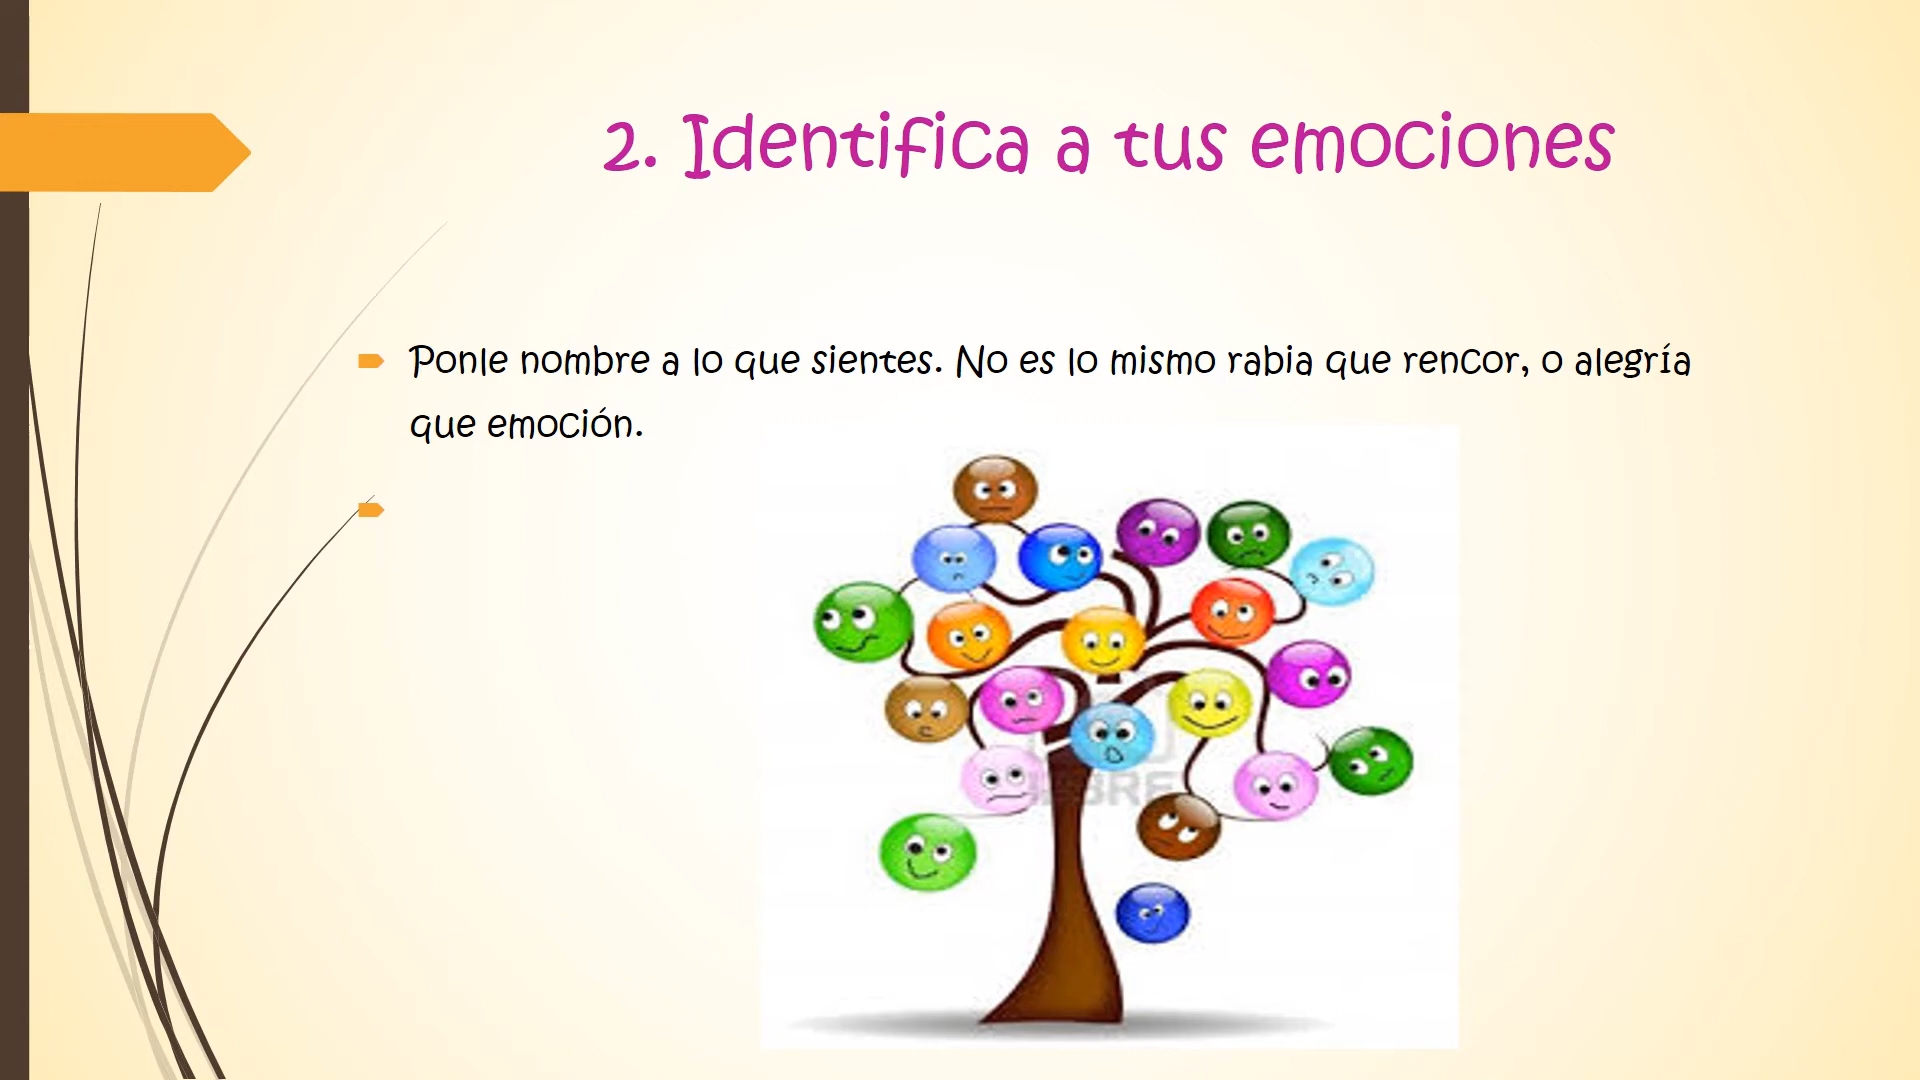 2. Identifica a tus emociones
Ponle nombre a lo que sientes. No es lo mismo rabia que rencor, o alegría
que emoción.